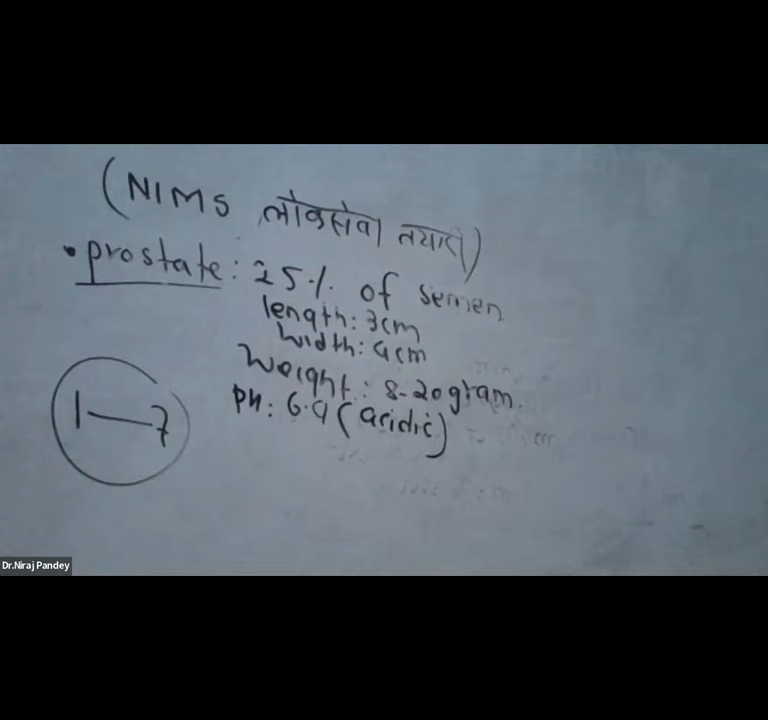 (NIMS लोकसेवा तयारी)
• prostate: 25% of semen
length: 3cm
width: 4cm
Weight: 8-20gram.
PH: 6.4 (acidic)
1—7
Dr.Niraj Pandey